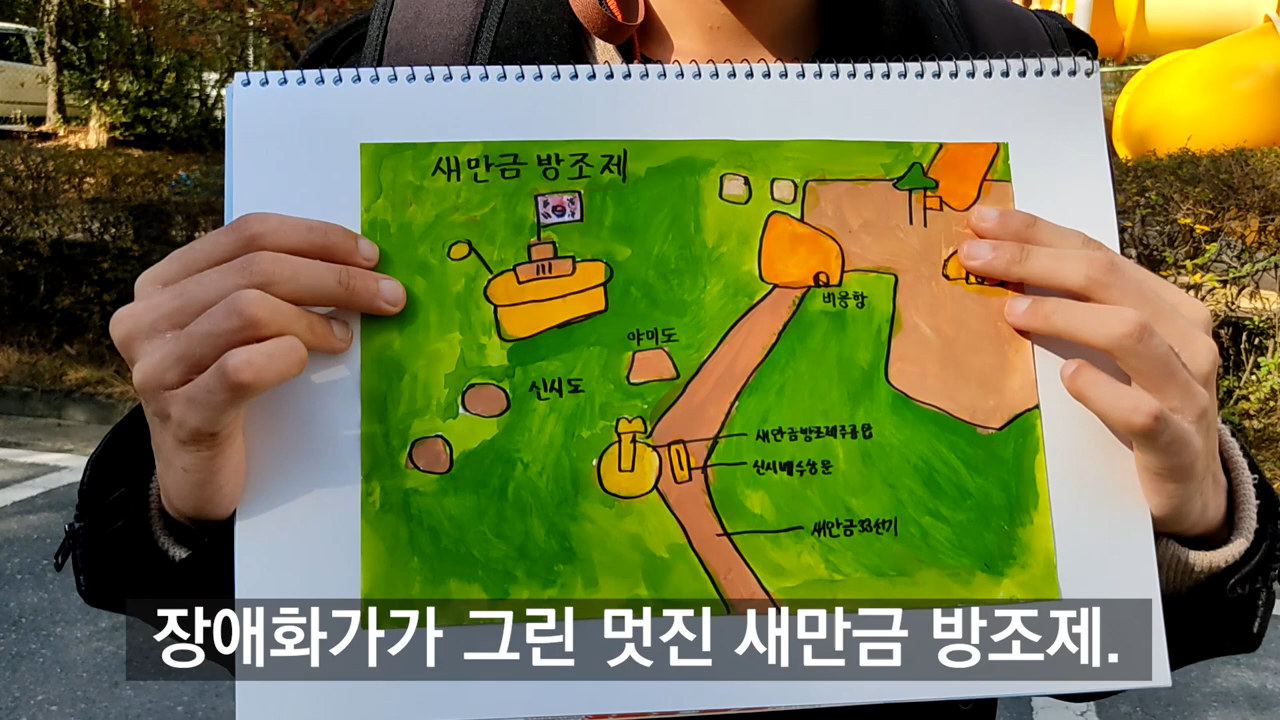 새만금 방조제
비응항
야미도
신시도
새만금방조제준공탑
신시배수갑문
새만금33센터
장애화가가 그린 멋진 새만금 방조제.